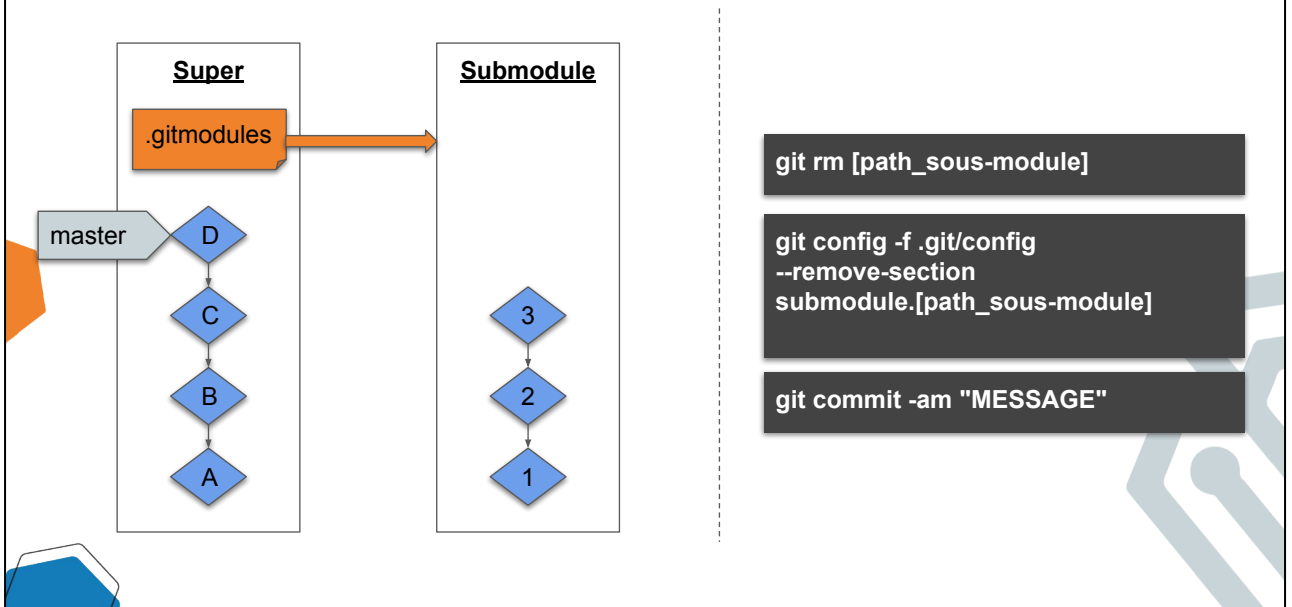 Super
Submodule
.gitmodules
master
D
C
B
A
3
2
1
git rm [path_sous-module]
git config -f .git/config
--remove-section
submodule.[path_sous-module]
git commit -am "MESSAGE"